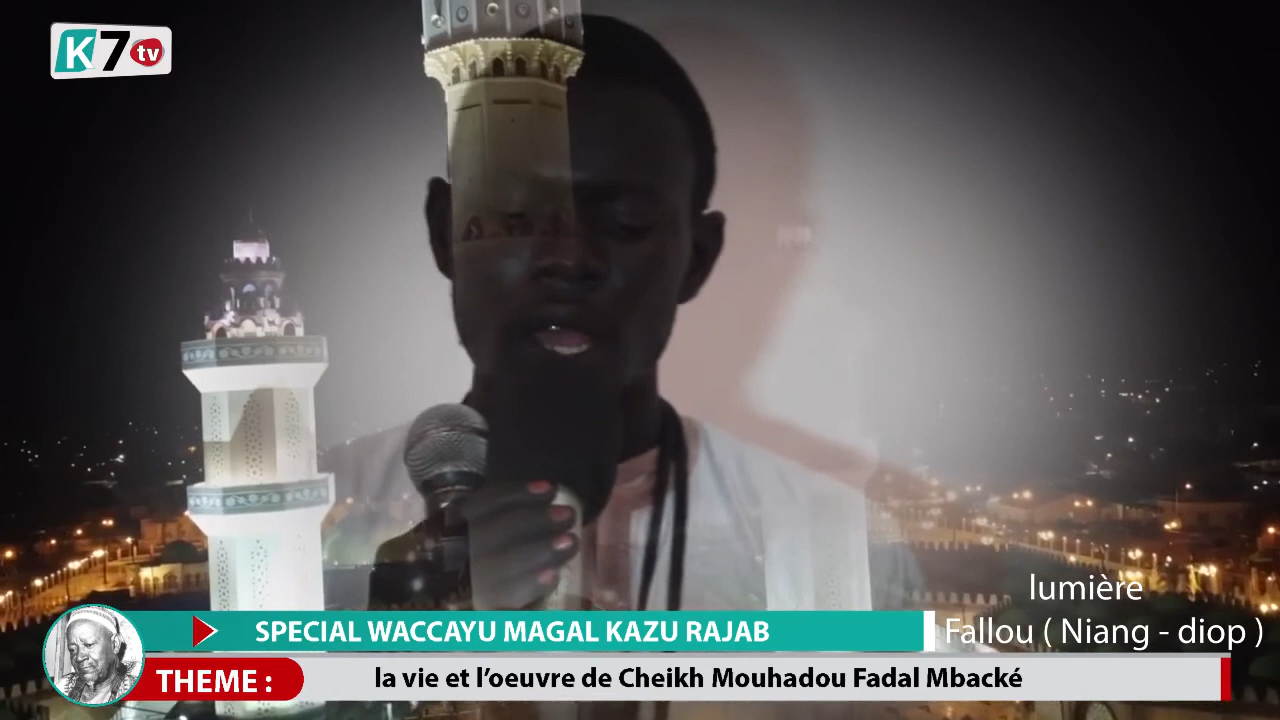 K7 tv
lumière
SPECIAL WACCAYU MAGAL KAZU RAJAB
Fallou ( Niang - diop )
THEME :
la vie et l’oeuvre de Cheikh Mouhadou Fadal Mbacké